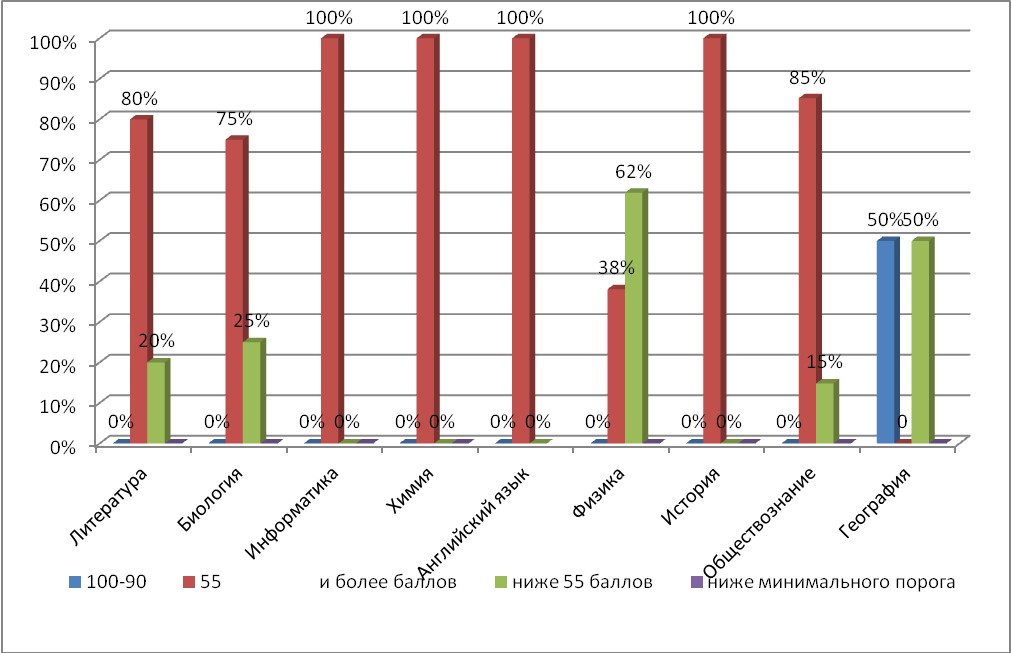 100% 100% 100% 100%
100%
90%
85%
80%
80%
75%
70%
62%
60%
50% 50%
50%
40%
38%
30%
25%
20%
20%
15%
10%
0% 0% 0% 0% 0% 0% 0% 0% 0% 0% 0% 0% 0
0%
Литература
Биология
Информатика
Химия
Английский язык
Физика
История
Обществознание
География
100-90 55 и более баллов ниже 55 баллов ниже минимального порога